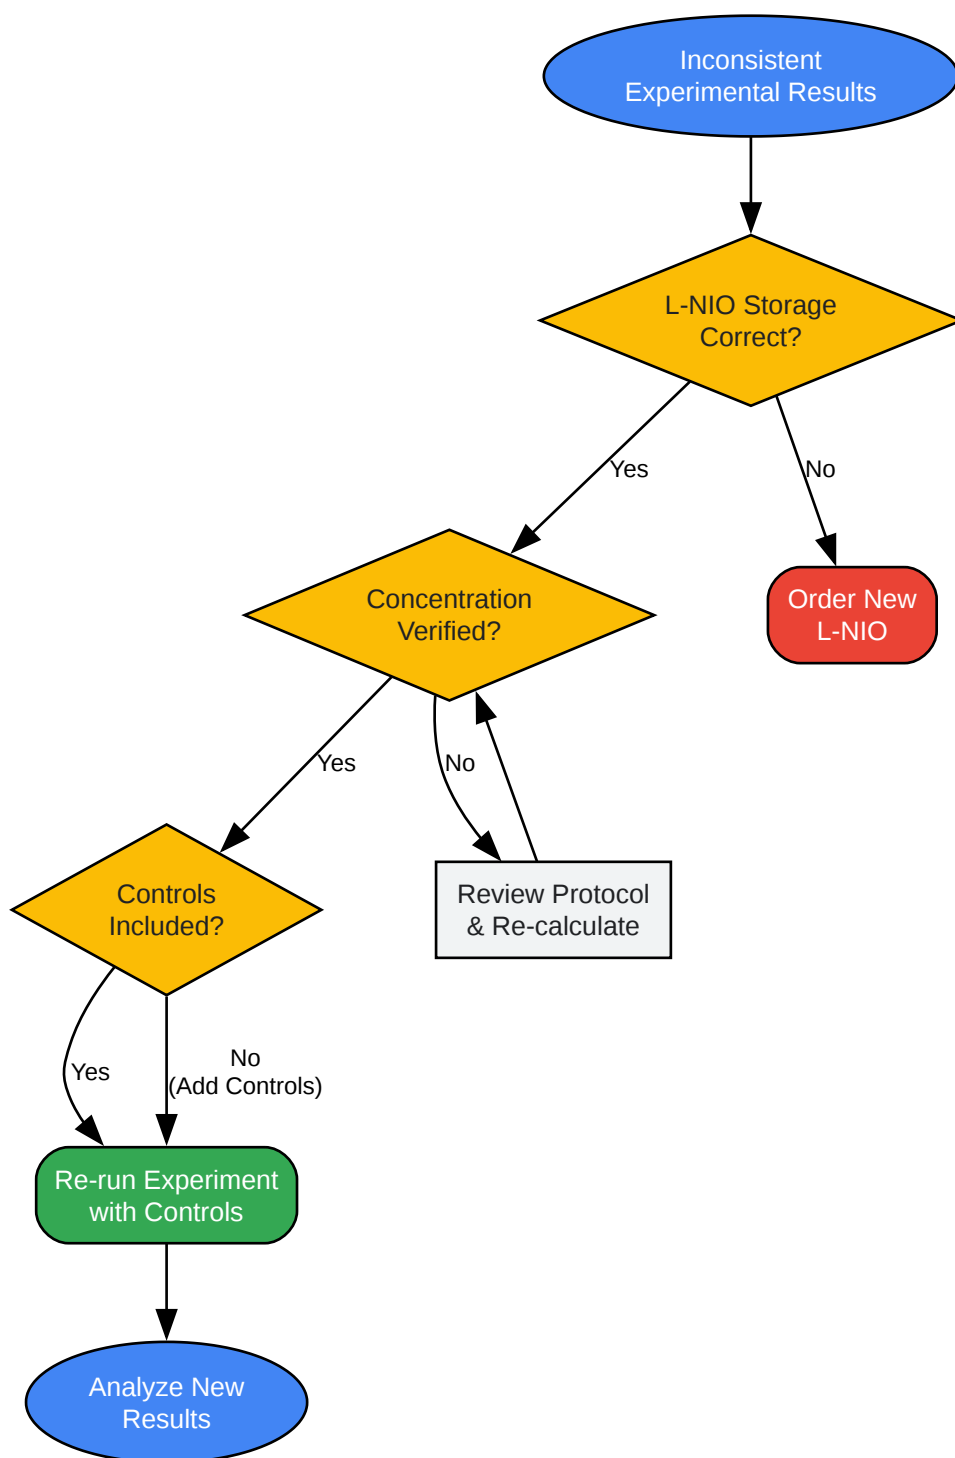 Inconsistent
Experimental Results
L-NIO Storage
Correct?
Yes
No
Concentration
Verified?
Order New
L-NIO
Yes
No
Controls
Included?
Review Protocol
& Re-calculate
Yes
No
(Add Controls)
Re-run Experiment
with Controls
Analyze New
Results